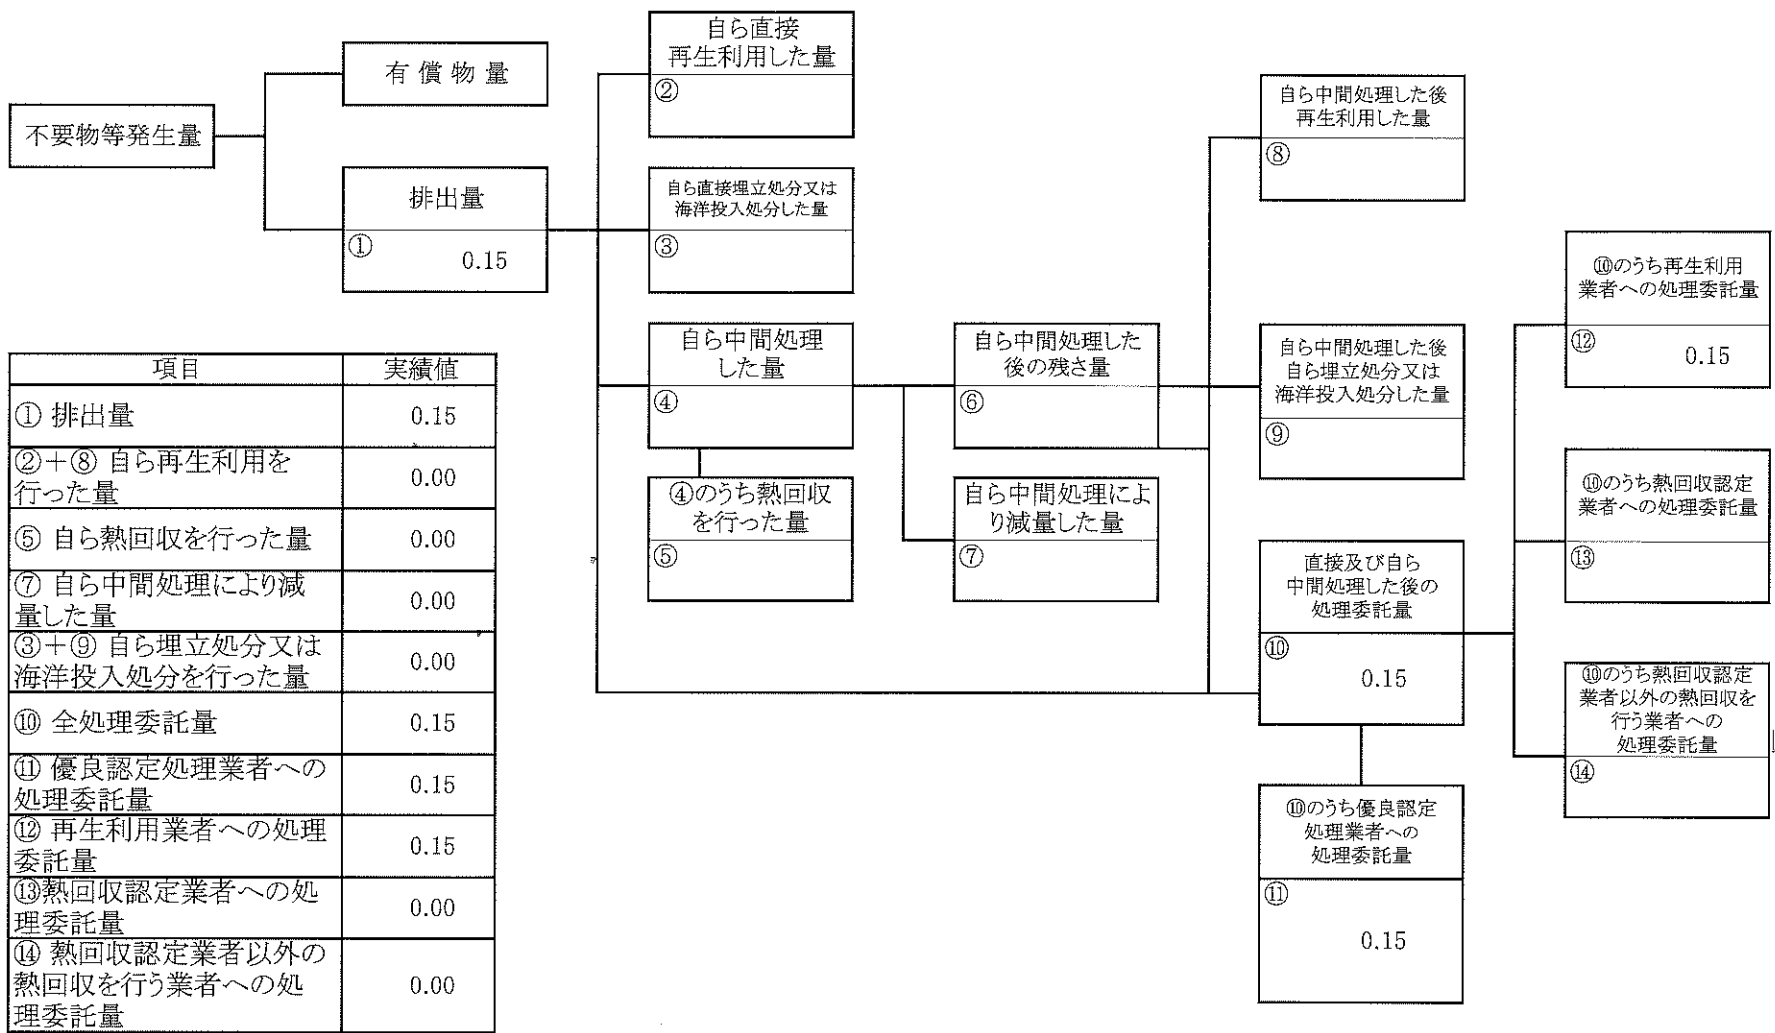 不要物等発生量
有償物量
排出量
①
0.15
自ら直接
再生利用した量
②
自ら直接埋立処分又は
海洋投入処分した量
③
自ら中間処理
した量
④
④のうち熱回収
を行った量
⑤
自ら中間処理した
後の残さ量
⑥
自ら中間処理によ
り減量した量
⑦
自ら中間処理した後
再生利用した量
⑧
自ら中間処理した後
自ら埋立処分又は
海洋投入処分した量
⑨
直接及び自ら
中間処理した後の
処理委託量
⑩
0.15
⑩のうち優良認定
処理業者への
処理委託量
⑪
0.15
⑩のうち再生利用
業者への処理委託量
⑫
0.15
⑩のうち熱回収認定
業者への処理委託量
⑬
⑩のうち熱回収認定
業者以外の熱回収を
行う業者への
処理委託量
⑭
項目 実績値
① 排出量 0.15
②+⑧ 自ら再生利用を
行った量 0.00
⑤ 自ら熱回収を行った量 0.00
⑦ 自ら中間処理により減
量した量 0.00
③+⑨ 自ら埋立処分又は
海洋投入処分を行った量 0.00
⑩ 全処理委託量 0.15
⑪ 優良認定処理業者への
処理委託量 0.15
⑫ 再生利用業者への処理
委託量 0.15
⑬熱回収認定業者への処
理委託量 0.00
⑭ 熱回収認定業者以外の
熱回収を行う業者への処
理委託量 0.00